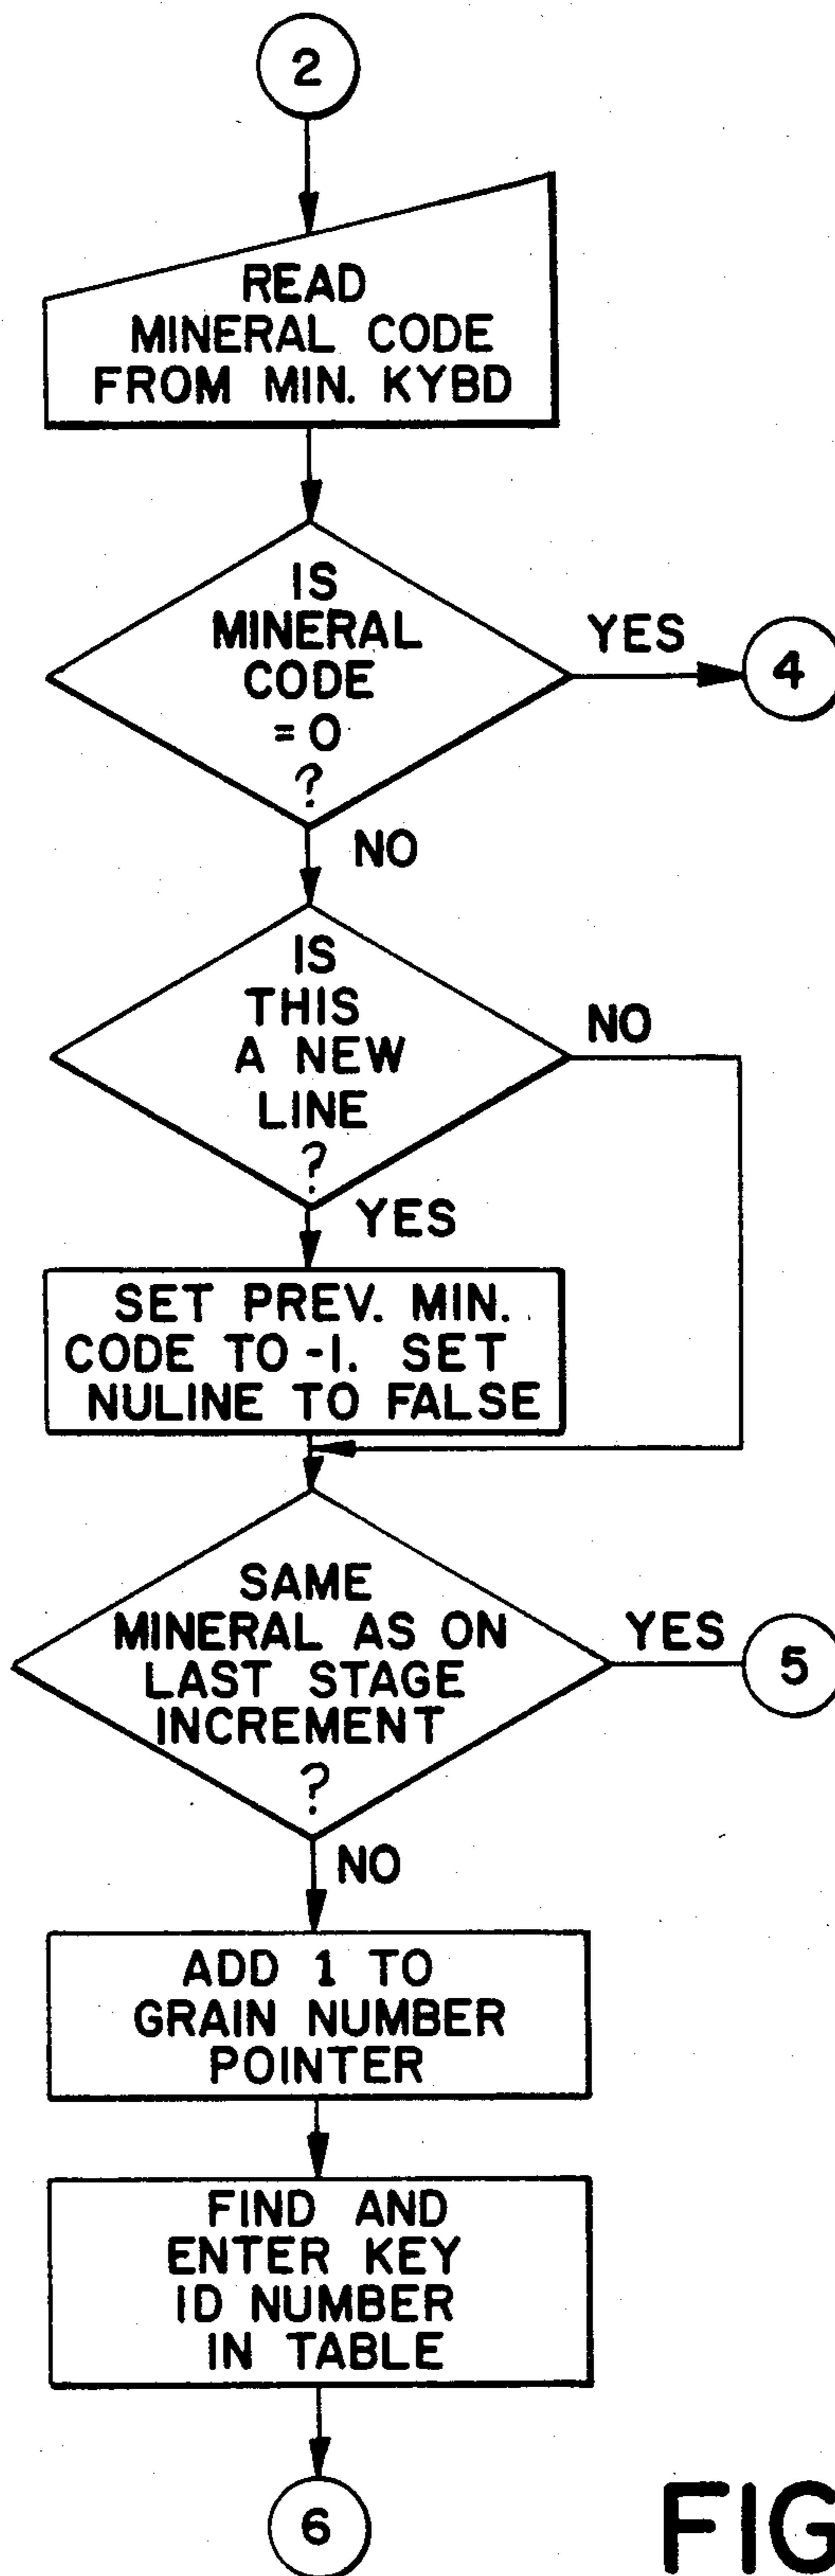 2
READ
MINERAL CODE
FROM MIN. KYBD
IS
MINERAL
CODE
= 0
?
YES
4
NO
IS
THIS
A NEW
LINE
?
NO
YES
SET PREV. MIN.
CODE TO -1. SET
NULINE TO FALSE
SAME
MINERAL AS ON
LAST STAGE
INCREMENT
?
YES
5
NO
ADD 1 TO
GRAIN NUMBER
POINTER
FIND AND
ENTER KEY
ID NUMBER
IN TABLE
6
FIG